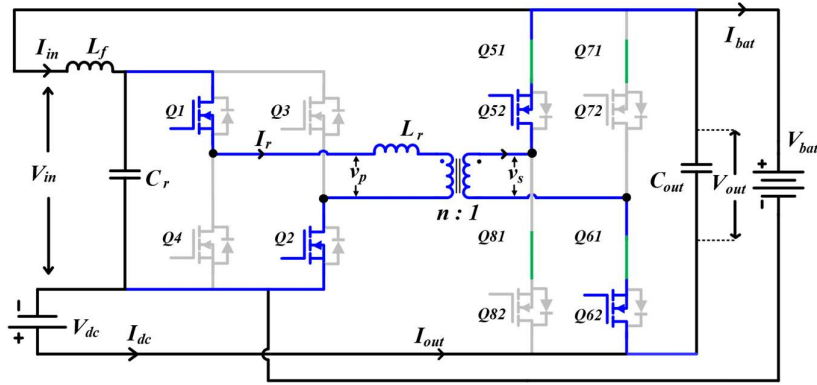 I_in L_f Q51 Q71 I_bat
Q1 Q3 Q52 Q72
I_r L_r V_bat
+
V_in C_r v_p v_s C_out V_out
-
n : 1
Q4 Q2 Q81 Q61
-
+ V_dc I_dc I_out Q82 Q62